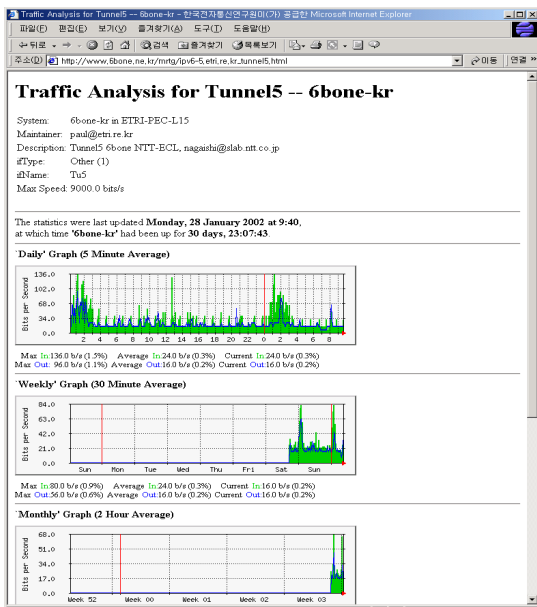 Traffic Analysis for Tunnel5 -- 6bone-kr - 한국전자통신연구원미(가) 공급한 Microsoft Internet Explorer
파일(F) 편집(E) 보기(V) 즐겨찾기(A) 도구(T) 도움말(H)
뒤로 검색 즐겨찾기 목록보기
주소(D) http://www.6bone.ne.kr/mrtg/ipv6-5.etri.re.kr_tunnel5.html 이동 연결 »
Traffic Analysis for Tunnel5 -- 6bone-kr
System: 6bone-kr in ETRI-PEC-L15
Maintainer: paul@etri.re.kr
Description: Tunnel5 6bone NTT-ECL, nagaishi@slab.ntt.co.jp
ifType: Other (1)
ifName: Tu5
Max Speed: 9000.0 bits/s
The statistics were last updated Monday, 28 January 2002 at 9:40,
at which time '6bone-kr' had been up for 30 days, 23:07:43.
`Daily' Graph (5 Minute Average)
Bits per Second
136.0
102.0
68.0
34.0
0.0
2 4 6 8 10 12 14 16 18 20 22 0 2 4 6 8
Max In:136.0 b/s (1.5%) Average In:24.0 b/s (0.3%) Current In:24.0 b/s (0.3%)
Max Out: 96.0 b/s (1.1%) Average Out:16.0 b/s (0.2%) Current Out:16.0 b/s (0.2%)
`Weekly' Graph (30 Minute Average)
Bits per Second
84.0
63.0
42.0
21.0
0.0
Sun Mon Tue Wed Thu Fri Sat Sun
Max In:80.0 b/s (0.9%) Average In:24.0 b/s (0.3%) Current In:16.0 b/s (0.2%)
Max Out:56.0 b/s (0.6%) Average Out:16.0 b/s (0.2%) Current Out:16.0 b/s (0.2%)
`Monthly' Graph (2 Hour Average)
Bits per Second
68.0
51.0
34.0
17.0
0.0
Week 52 Week 00 Week 01 Week 02 Week 03